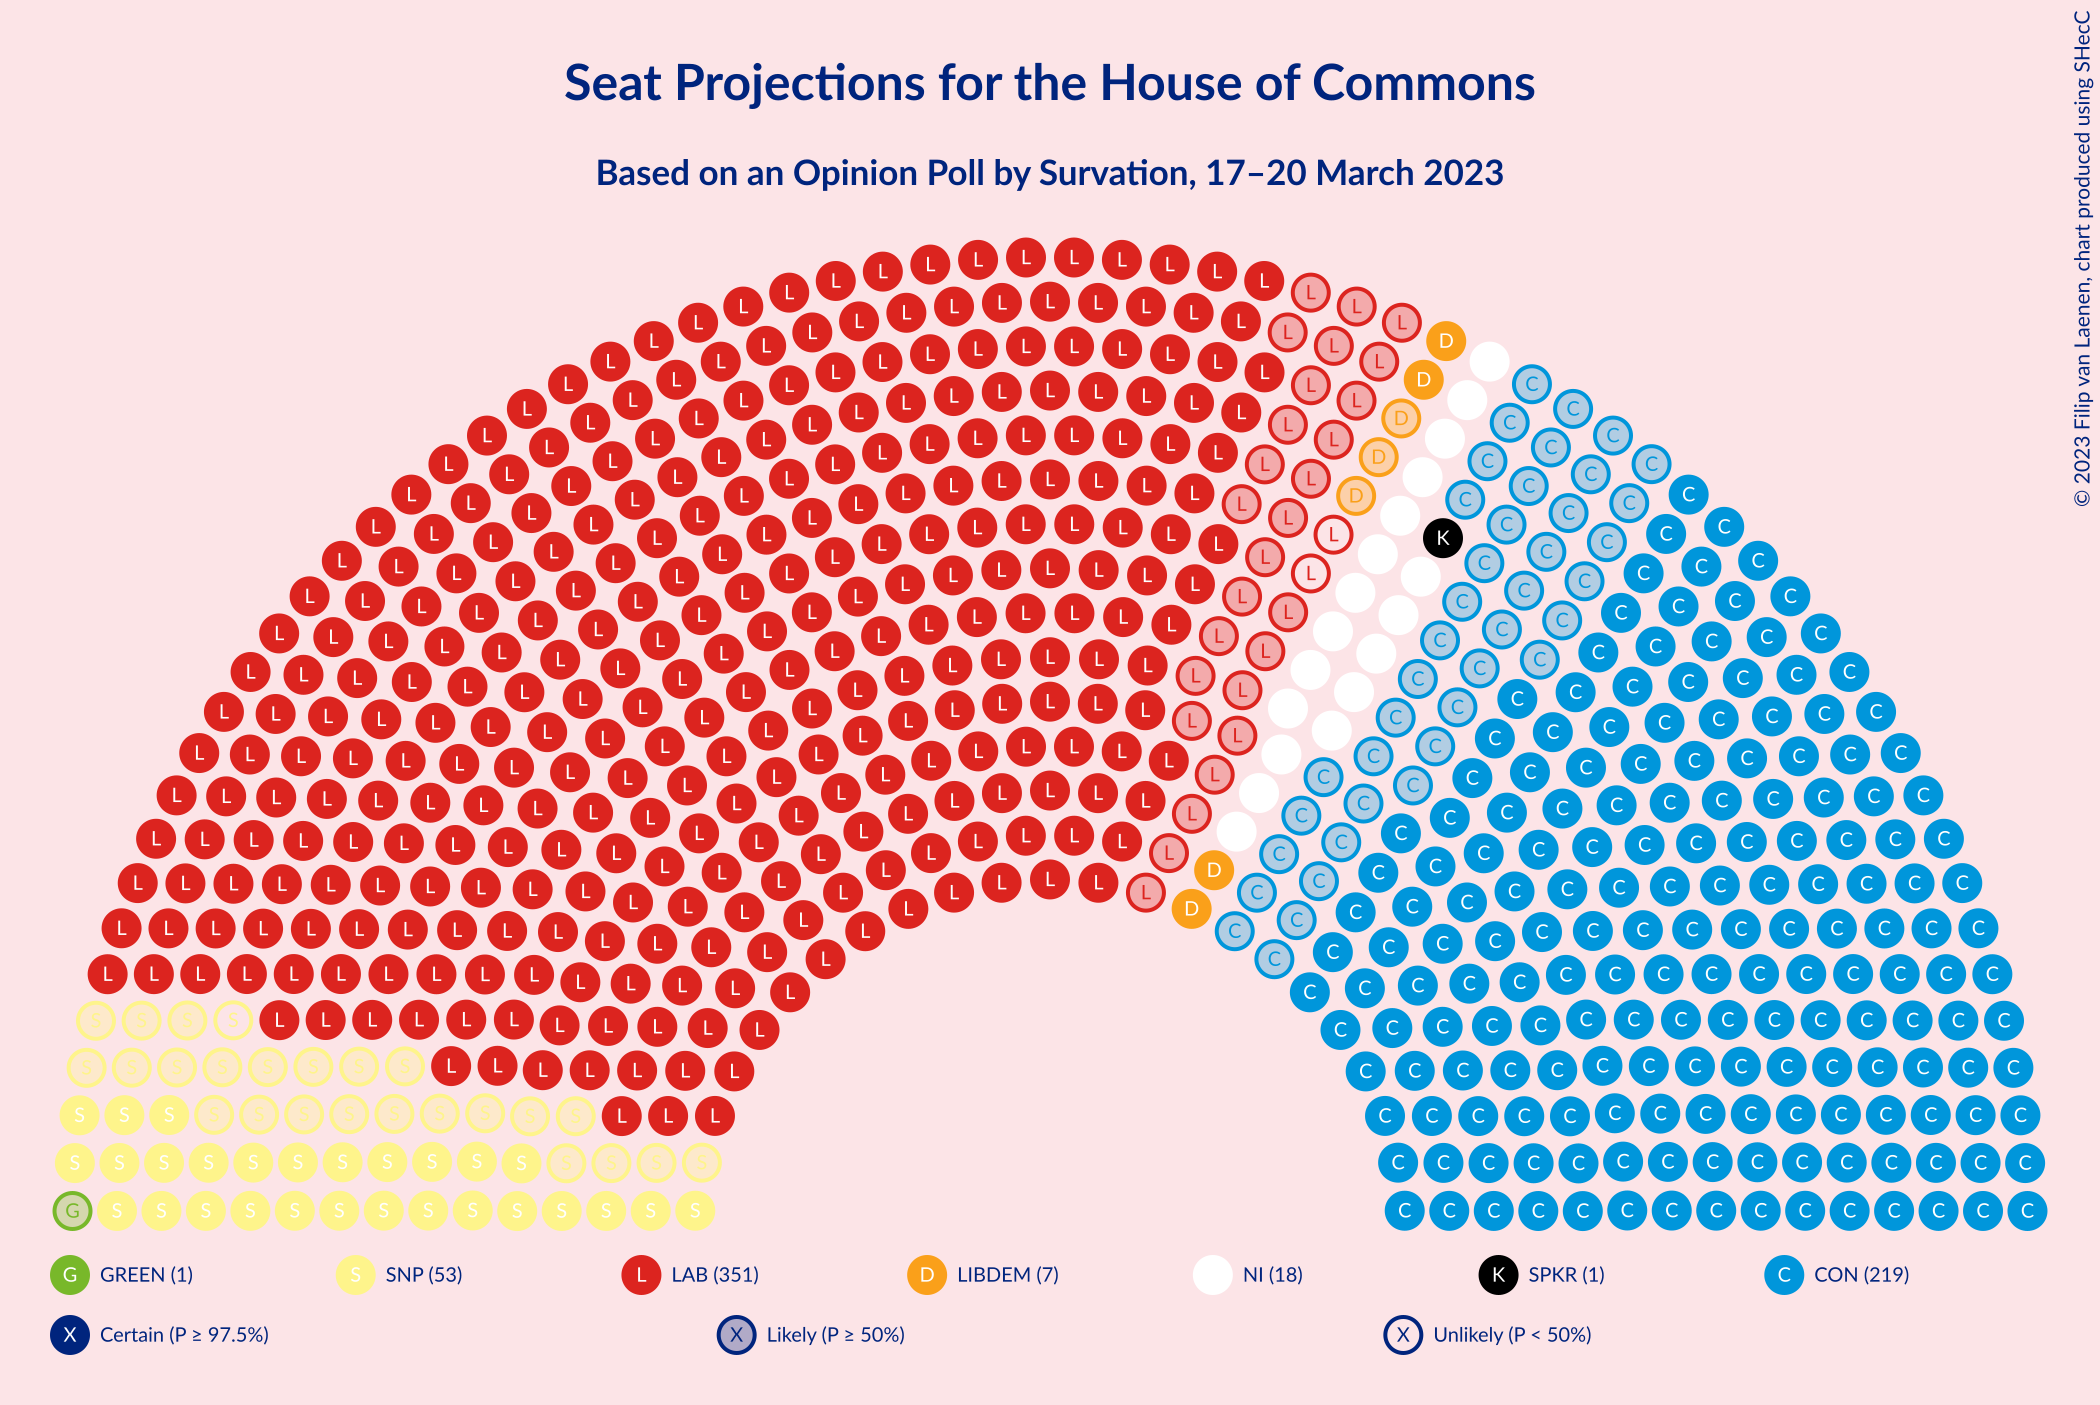 Seat Projections for the House of Commons
Based on an Opinion Poll by Survation, 17–20 March 2023
© 2023 Filip van Laenen, chart produced using SHecC
G GREEN (1)
S SNP (53)
L LAB (351)
D LIBDEM (7)
NI (18)
K SPKR (1)
C CON (219)
X Certain (P ≥ 97.5%)
X Likely (P ≥ 50%)
X Unlikely (P < 50%)